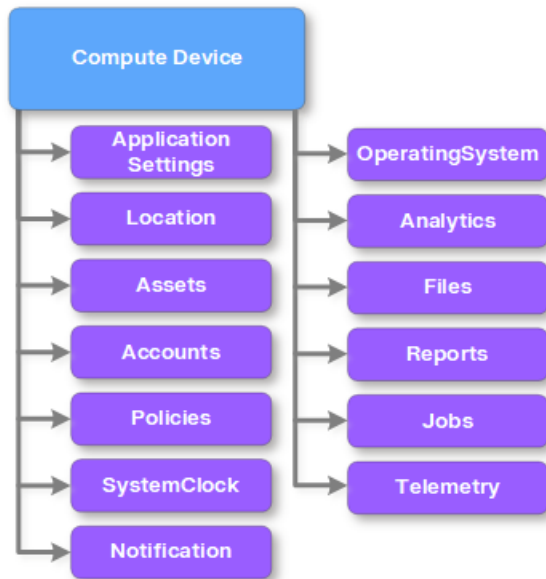 Compute Device
Application
Settings
Location
Assets
Accounts
Policies
SystemClock
Notification
OperatingSystem
Analytics
Files
Reports
Jobs
Telemetry